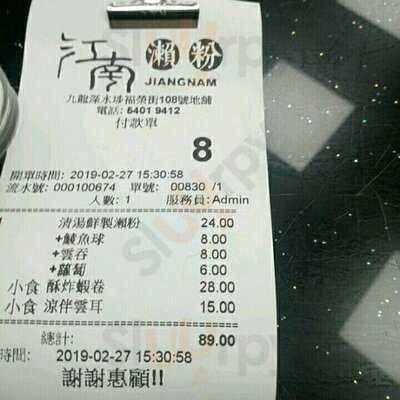 江南 瀨粉
JIANGNAM
九龍深水埗福榮街108號地舖
電話: 5401 9412
付款單
8
開單時間: 2019-02-27 15:30:58
流水號: 000100674 單號: 00830 /1
人數: 1 服務員: Admin
清湯鮮製瀨粉 24.00
+鯪魚球 8.00
+雲吞 8.00
+蘿蔔 6.00
小食 酥炸蝦卷 28.00
小食 涼伴雲耳 15.00
總計: 89.00
時間: 2019-02-27 15:30:58
謝謝惠顧!!